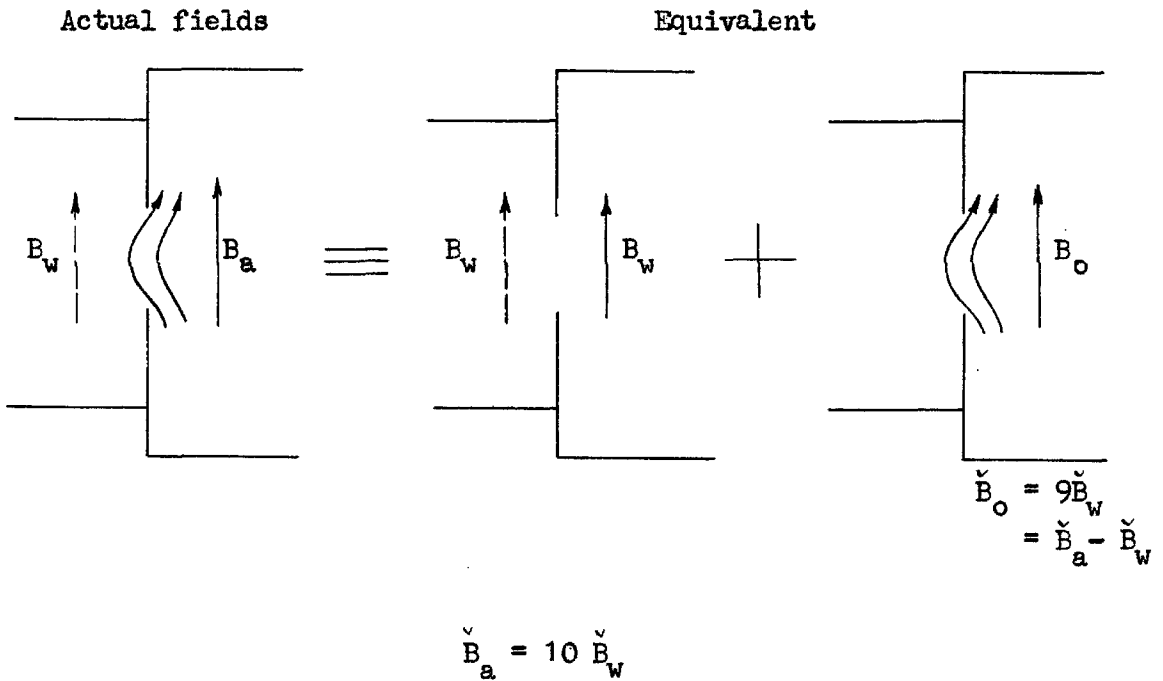 Actual fields
Equivalent
B_w
B_a
≡
B_w
B_w
+
B_o
B̌_o = 9B̌_w
= B̌_a - B̌_w
B̌_a = 10 B̌_w